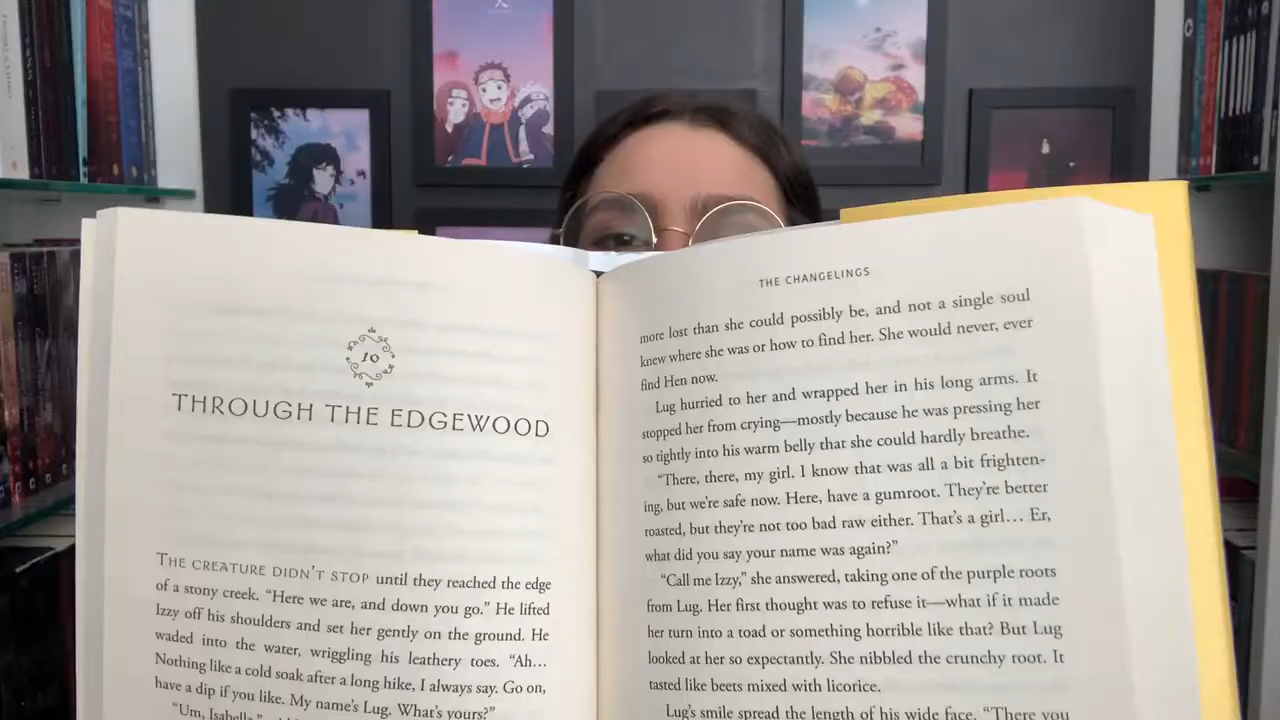 10
THROUGH THE EDGEWOOD
THE CREATURE DIDN'T STOP until they reached the edge
of a stony creek. “Here we are, and down you go.” He lifted
Izzy off his shoulders and set her gently on the ground. He
waded into the water, wriggling his leathery toes. “Ah…
Nothing like a cold soak after a long hike, I always say. Go on,
have a dip if you like. My name's Lug. What's yours?”
“Um, Isabelle,”
THE CHANGELINGS
more lost than she could possibly be, and not a single soul
knew where she was or how to find her. She would never, ever
find Hen now.
Lug hurried to her and wrapped her in his long arms. It
stopped her from crying—mostly because he was pressing her
so tightly into his warm belly that she could hardly breathe.
“There, there, my girl. I know that was all a bit frighten-
ing, but we're safe now. Here, have a gumroot. They're better
roasted, but they're not too bad raw either. That's a girl… Er,
what did you say your name was again?”
“Call me Izzy,” she answered, taking one of the purple roots
from Lug. Her first thought was to refuse it—what if it made
her turn into a toad or something horrible like that? But Lug
looked at her so expectantly. She nibbled the crunchy root. It
tasted like beets mixed with licorice.
Lug's smile spread the length of his wide face. “There you